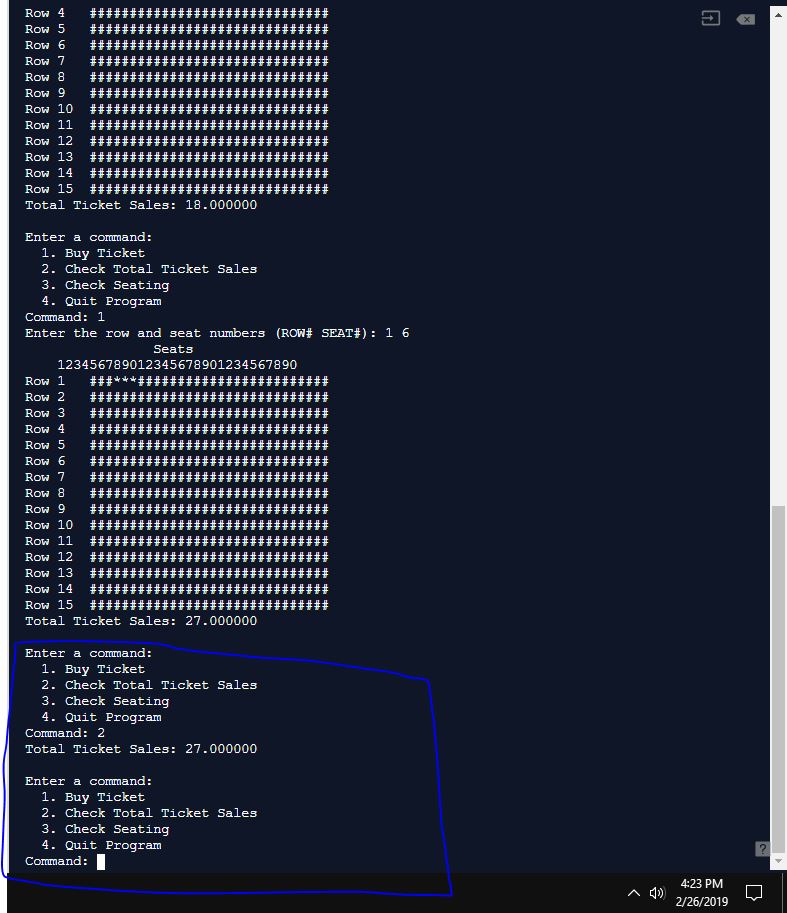 Row 4   ##############################
Row 5   ##############################
Row 6   ##############################
Row 7   ##############################
Row 8   ##############################
Row 9   ##############################
Row 10  ##############################
Row 11  ##############################
Row 12  ##############################
Row 13  ##############################
Row 14  ##############################
Row 15  ##############################
Total Ticket Sales: 18.000000
Enter a command:
  1. Buy Ticket
  2. Check Total Ticket Sales
  3. Check Seating
  4. Quit Program
Command: 1
Enter the row and seat numbers (ROW# SEAT#): 1 6
                Seats
    123456789012345678901234567890
Row 1   ###***########################
Row 2   ##############################
Row 3   ##############################
Row 4   ##############################
Row 5   ##############################
Row 6   ##############################
Row 7   ##############################
Row 8   ##############################
Row 9   ##############################
Row 10  ##############################
Row 11  ##############################
Row 12  ##############################
Row 13  ##############################
Row 14  ##############################
Row 15  ##############################
Total Ticket Sales: 27.000000
Enter a command:
  1. Buy Ticket
  2. Check Total Ticket Sales
  3. Check Seating
  4. Quit Program
Command: 2
Total Ticket Sales: 27.000000
Enter a command:
  1. Buy Ticket
  2. Check Total Ticket Sales
  3. Check Seating
  4. Quit Program
Command:
?
4:23 PM
2/26/2019